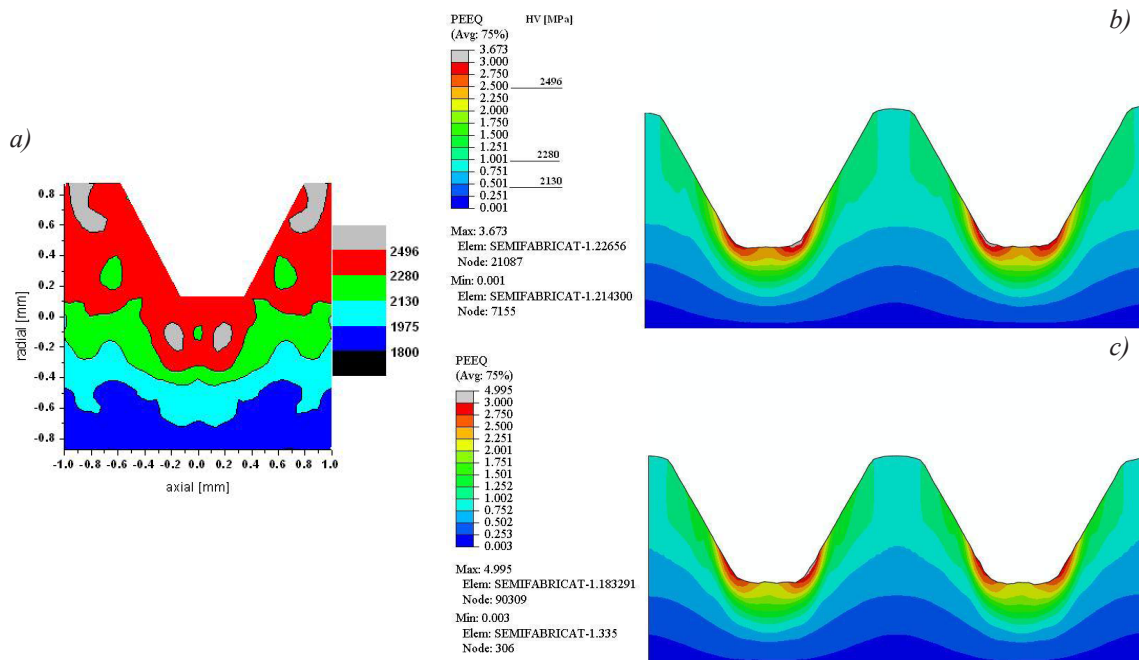 a)
0.8
0.6
0.4
0.2
0.0
-0.2
-0.4
-0.6
-0.8
radial [mm]
-1.0 -0.8 -0.6 -0.4 -0.2 0.0 0.2 0.4 0.6 0.8 1.0
axial [mm]
2496
2280
2130
1975
1800
PEEQ HV [MPa]
(Avg: 75%)
3.673
3.000
2.750
2.500 2496
2.250
2.000
1.750
1.500
1.251
1.001 2280
0.751
0.501 2130
0.251
0.001
Max: 3.673
Elem: SEMIFABRICAT-1.22656
Node: 21087
Min: 0.001
Elem: SEMIFABRICAT-1.214300
Node: 7155
b)
PEEQ
(Avg: 75%)
4.995
3.000
2.750
2.500
2.251
2.001
1.751
1.501
1.252
1.002
0.752
0.502
0.253
0.003
Max: 4.995
Elem: SEMIFABRICAT-1.183291
Node: 90309
Min: 0.003
Elem: SEMIFABRICAT-1.335
Node: 306
c)